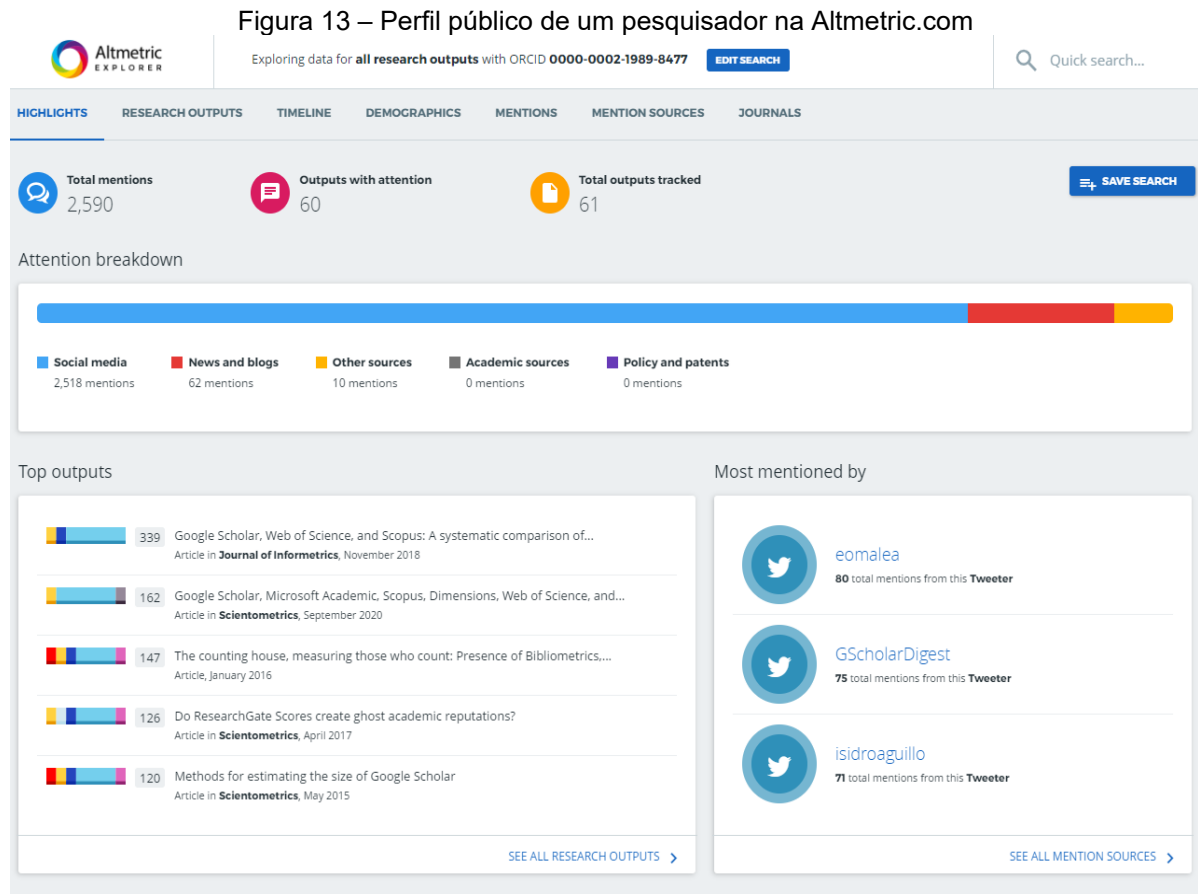 Figura 13 – Perfil público de um pesquisador na Altmetric.com
Altmetric
EXPLORER
Exploring data for all research outputs with ORCID 0000-0002-1989-8477
EDIT SEARCH
Quick search...
HIGHLIGHTS RESEARCH OUTPUTS TIMELINE DEMOGRAPHICS MENTIONS MENTION SOURCES JOURNALS
Total mentions
2,590
Outputs with attention
60
Total outputs tracked
61
SAVE SEARCH
Attention breakdown
Social media
2,518 mentions
News and blogs
62 mentions
Other sources
10 mentions
Academic sources
0 mentions
Policy and patents
0 mentions
Top outputs
339 Google Scholar, Web of Science, and Scopus: A systematic comparison of...
Article in Journal of Informetrics, November 2018
162 Google Scholar, Microsoft Academic, Scopus, Dimensions, Web of Science, and...
Article in Scientometrics, September 2020
147 The counting house, measuring those who count: Presence of Bibliometrics,...
Article, January 2016
126 Do ResearchGate Scores create ghost academic reputations?
Article in Scientometrics, April 2017
120 Methods for estimating the size of Google Scholar
Article in Scientometrics, May 2015
SEE ALL RESEARCH OUTPUTS
Most mentioned by
eomalea
80 total mentions from this Tweeter
GScholarDigest
75 total mentions from this Tweeter
isidroaguillo
71 total mentions from this Tweeter
SEE ALL MENTION SOURCES